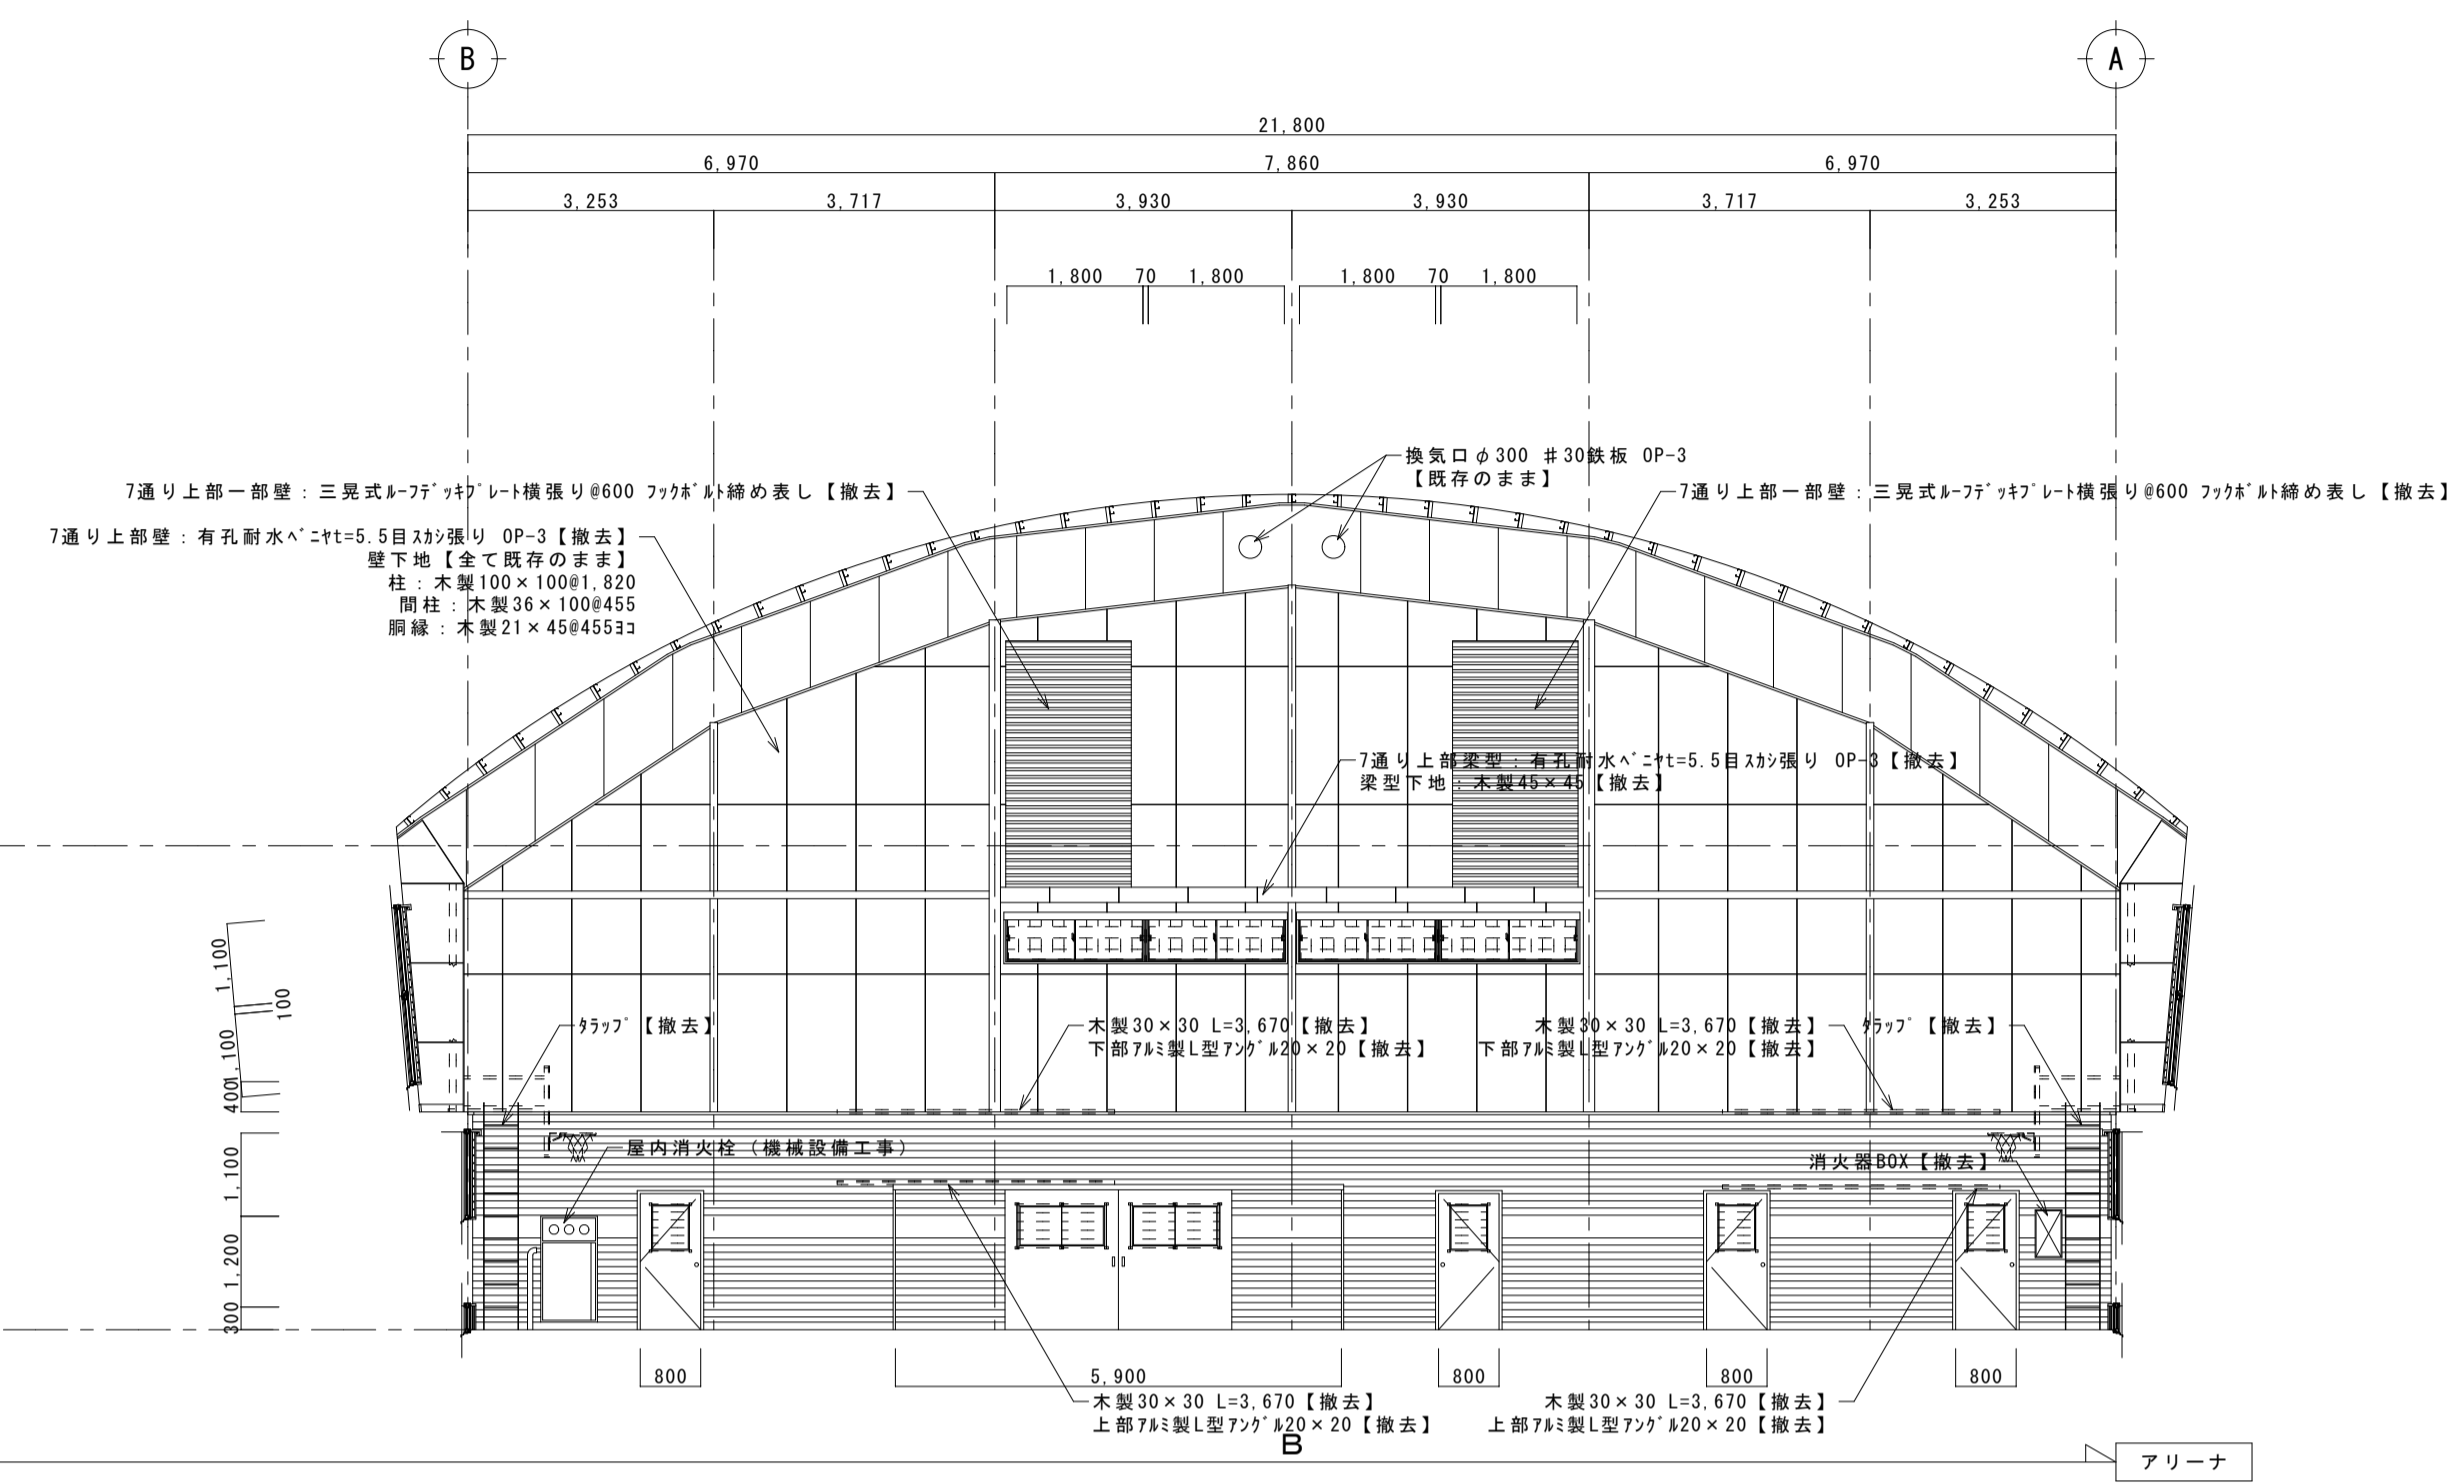 B
A
21,800
6,970
7,860
6,970
3,253
3,717
3,930
3,930
3,717
3,253
1,800
70
1,800
1,800
70
1,800
換気口φ300 ♯30鉄板 OP-3
【既存のまま】
7通り上部一部壁：三晃式ﾙｰﾌﾃﾞｯｷﾌﾟﾚｰﾄ横張り@600 ﾌｯｸﾎﾞﾙﾄ締め表し【撤去】
7通り上部一部壁：三晃式ﾙｰﾌﾃﾞｯｷﾌﾟﾚｰﾄ横張り@600 ﾌｯｸﾎﾞﾙﾄ締め表し【撤去】
7通り上部壁：有孔耐水ﾍﾞﾆﾔt=5.5目ｽｶｼ張り OP-3【撤去】
壁下地【全て既存のまま】
柱：木製100×100@1,820
間柱：木製36×100@455
胴縁：木製21×45@455ﾖｺ
7通り上部梁型：有孔耐水ﾍﾞﾆﾔt=5.5目ｽｶｼ張り OP-3【撤去】
梁型下地：木製45×45【撤去】
1,100
100
1,100
400
1,100
1,200
300
ﾀﾗｯﾌﾟ【撤去】
木製30×30 L=3,670【撤去】
下部ｱﾙﾐ製L型ｱﾝｸﾞﾙ20×20【撤去】
木製30×30 L=3,670【撤去】
下部ｱﾙﾐ製L型ｱﾝｸﾞﾙ20×20【撤去】
ﾀﾗｯﾌﾟ【撤去】
屋内消火栓（機械設備工事）
消火器BOX【撤去】
800
5,900
800
800
800
木製30×30 L=3,670【撤去】
上部ｱﾙﾐ製L型ｱﾝｸﾞﾙ20×20【撤去】
木製30×30 L=3,670【撤去】
上部ｱﾙﾐ製L型ｱﾝｸﾞﾙ20×20【撤去】
B
アリーナ